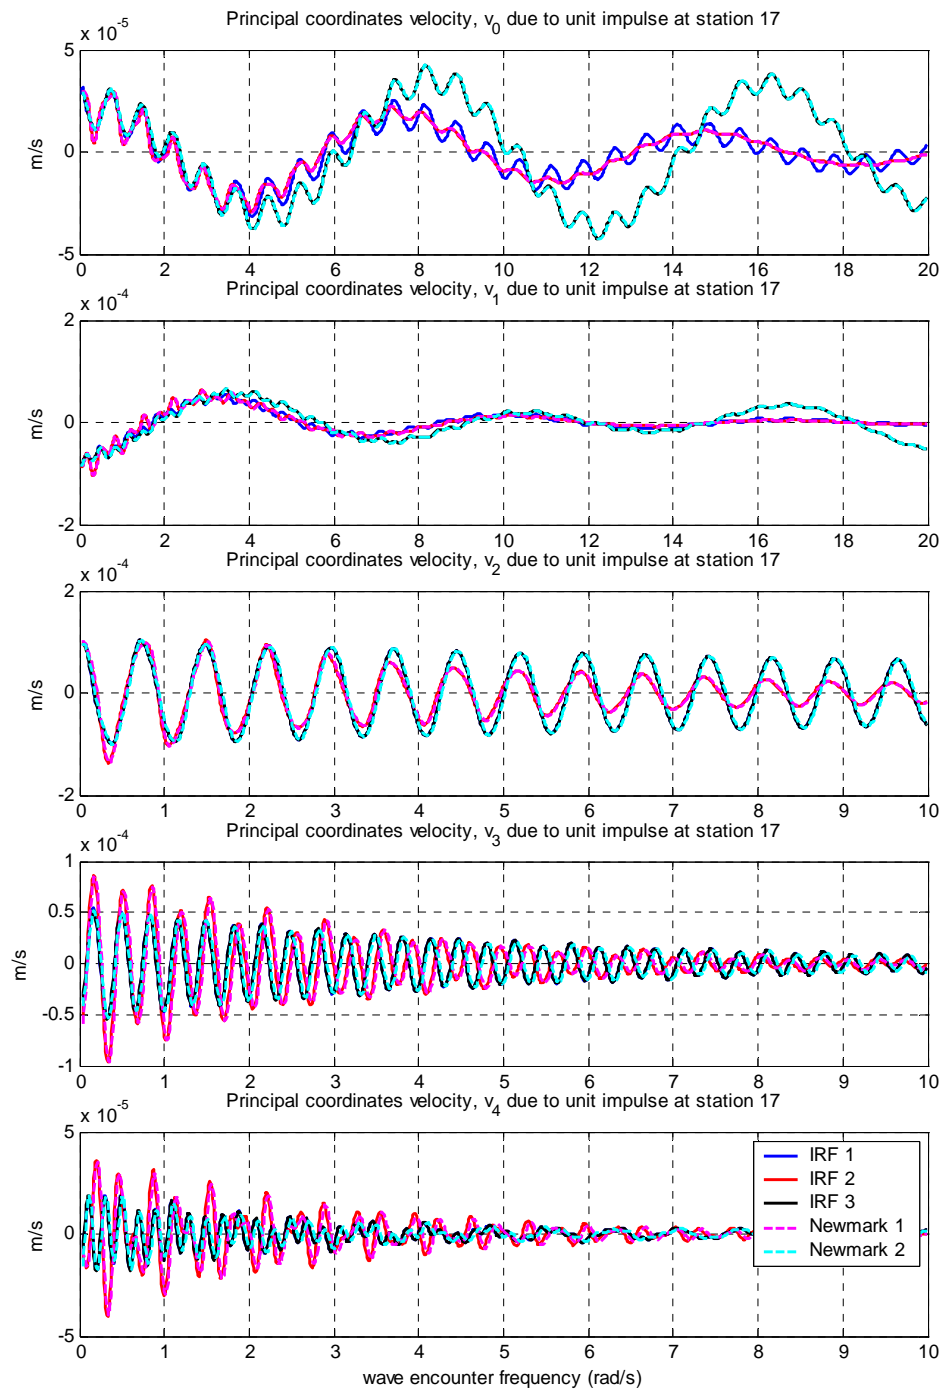 Principal coordinates velocity, v_0 due to unit impulse at station 17
x 10^-5
5
0
-5
m/s
0 2 4 6 8 10 12 14 16 18 20
Principal coordinates velocity, v_1 due to unit impulse at station 17
x 10^-4
2
0
-2
m/s
0 2 4 6 8 10 12 14 16 18 20
Principal coordinates velocity, v_2 due to unit impulse at station 17
x 10^-4
2
0
-2
m/s
0 1 2 3 4 5 6 7 8 9 10
Principal coordinates velocity, v_3 due to unit impulse at station 17
x 10^-4
1
0.5
0
-0.5
-1
m/s
0 1 2 3 4 5 6 7 8 9 10
Principal coordinates velocity, v_4 due to unit impulse at station 17
x 10^-5
5
0
-5
m/s
IRF 1
IRF 2
IRF 3
Newmark 1
Newmark 2
0 1 2 3 4 5 6 7 8 9 10
wave encounter frequency (rad/s)